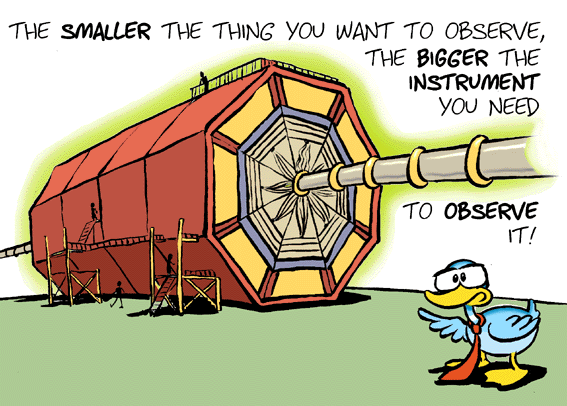 THE SMALLER THE THING YOU WANT TO OBSERVE,
THE BIGGER THE
INSTRUMENT
YOU NEED
TO OBSERVE
IT!